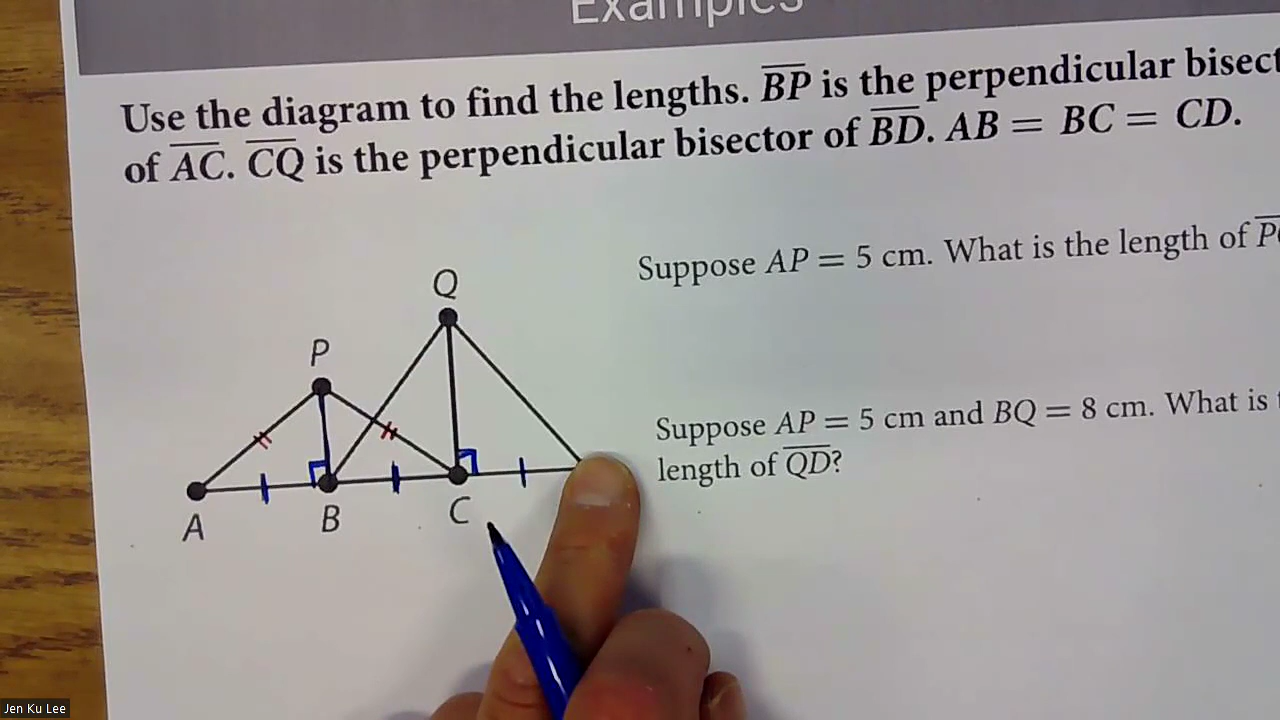 Examples
Use the diagram to find the lengths. BP is the perpendicular
of AC. CQ is the perpendicular bisector of BD. AB = BC = CD.
Suppose AP = 5 cm. What is the length of
Q
P
Suppose AP = 5 cm and BQ = 8 cm. What is
length of QD?
A
B
C
Jen Ku Lee